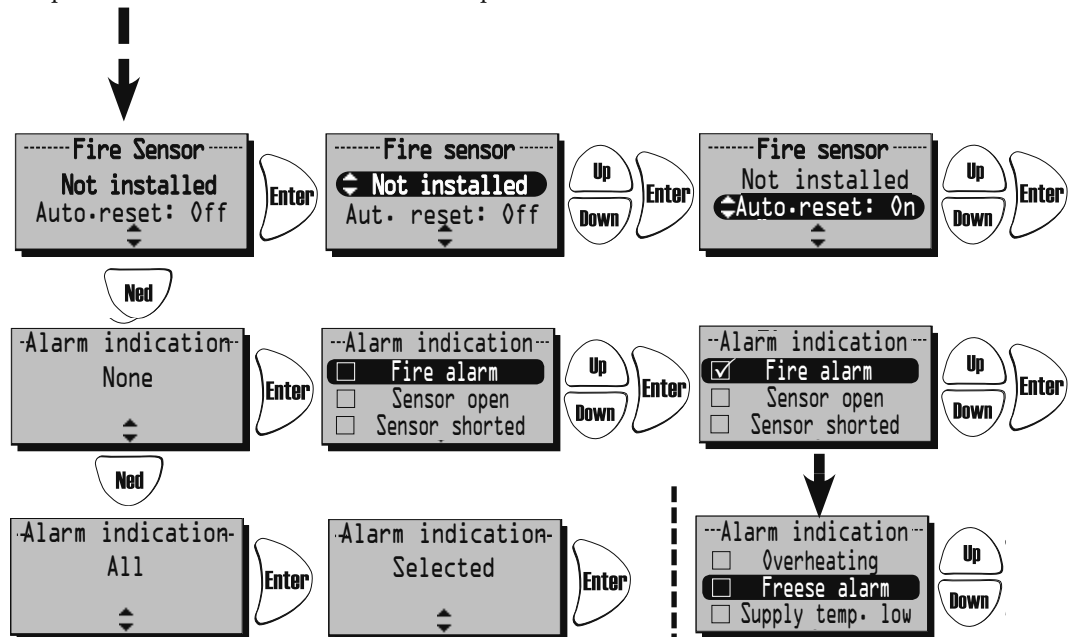 Fire Sensor
Not installed
Auto.reset: Off
Enter
Fire sensor
Not installed
Aut. reset: Off
Up
Down
Enter
Fire sensor
Not installed
Auto.reset: On
Up
Down
Enter
Ned
Alarm indication
None
Enter
Alarm indication
Fire alarm
Sensor open
Sensor shorted
Up
Down
Enter
Alarm indication
Fire alarm
Sensor open
Sensor shorted
Up
Down
Enter
Ned
Alarm indication
All
Enter
Alarm indication
Selected
Enter
Alarm indication
Overheating
Freese alarm
Supply temp. low
Up
Down